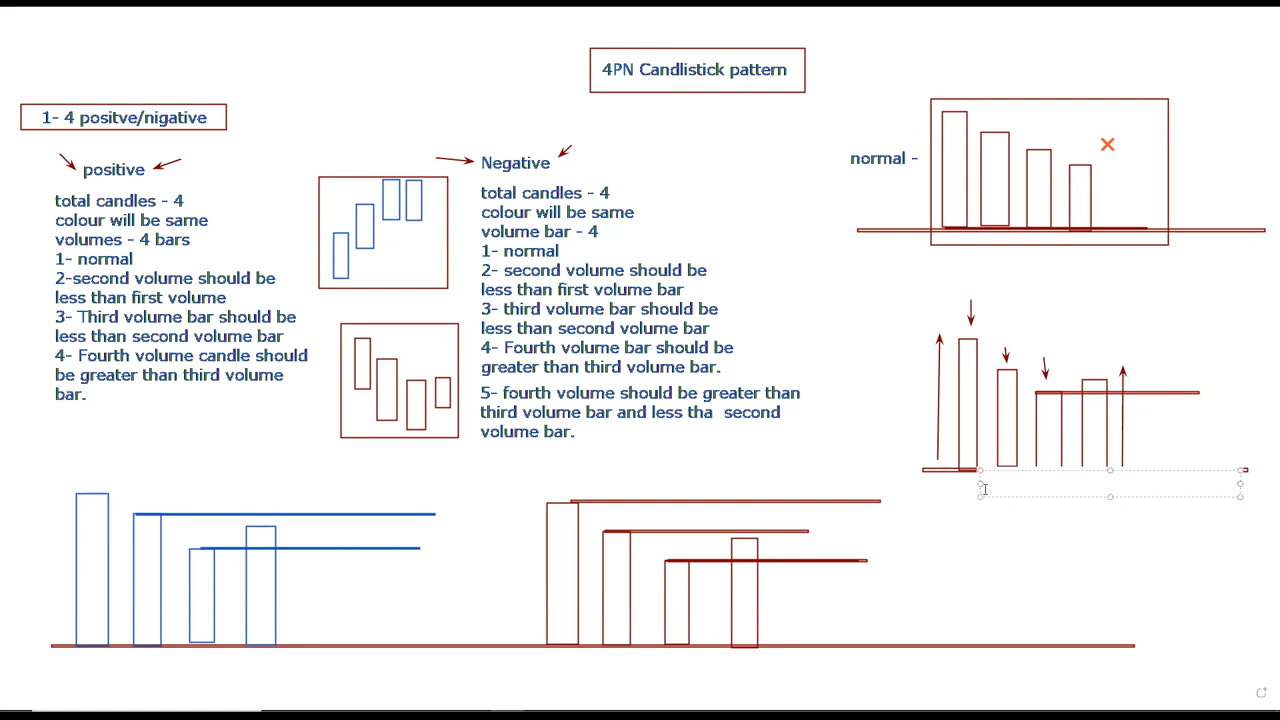 4PN Candlistick pattern
1- 4 positve/nigative
positive
total candles - 4
colour will be same
volumes - 4 bars
1- normal
2-second volume should be
less than first volume
3- Third volume bar should be
less than second volume bar
4- Fourth volume candle should
be greater than third volume
bar.
Negative
total candles - 4
colour will be same
volume bar - 4
1- normal
2- second volume should be
less than first volume bar
3- third volume bar should be
less than second volume bar
4- Fourth volume bar should be
greater than third volume bar.
5- fourth volume should be greater than
third volume bar and less tha second
volume bar.
normal -